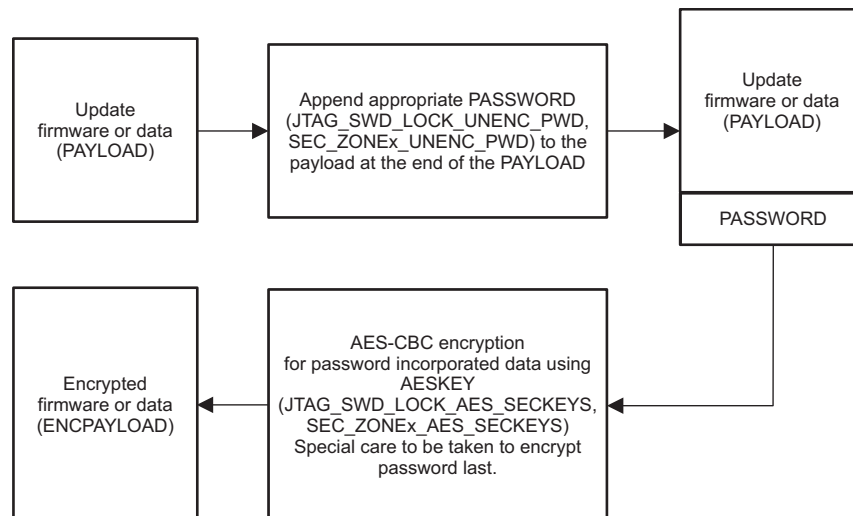 Update
firmware or data
(PAYLOAD)
Append appropriate PASSWORD
(JTAG_SWD_LOCK_UNENC_PWD,
SEC_ZONEx_UNENC_PWD) to the
payload at the end of the PAYLOAD
Update
firmware or data
(PAYLOAD)
PASSWORD
Encrypted
firmware or data
(ENCPAYLOAD)
AES-CBC encryption
for password incorporated data using
AESKEY
(JTAG_SWD_LOCK_AES_SECKEYS,
SEC_ZONEx_AES_SECKEYS)
Special care to be taken to encrypt
password last.